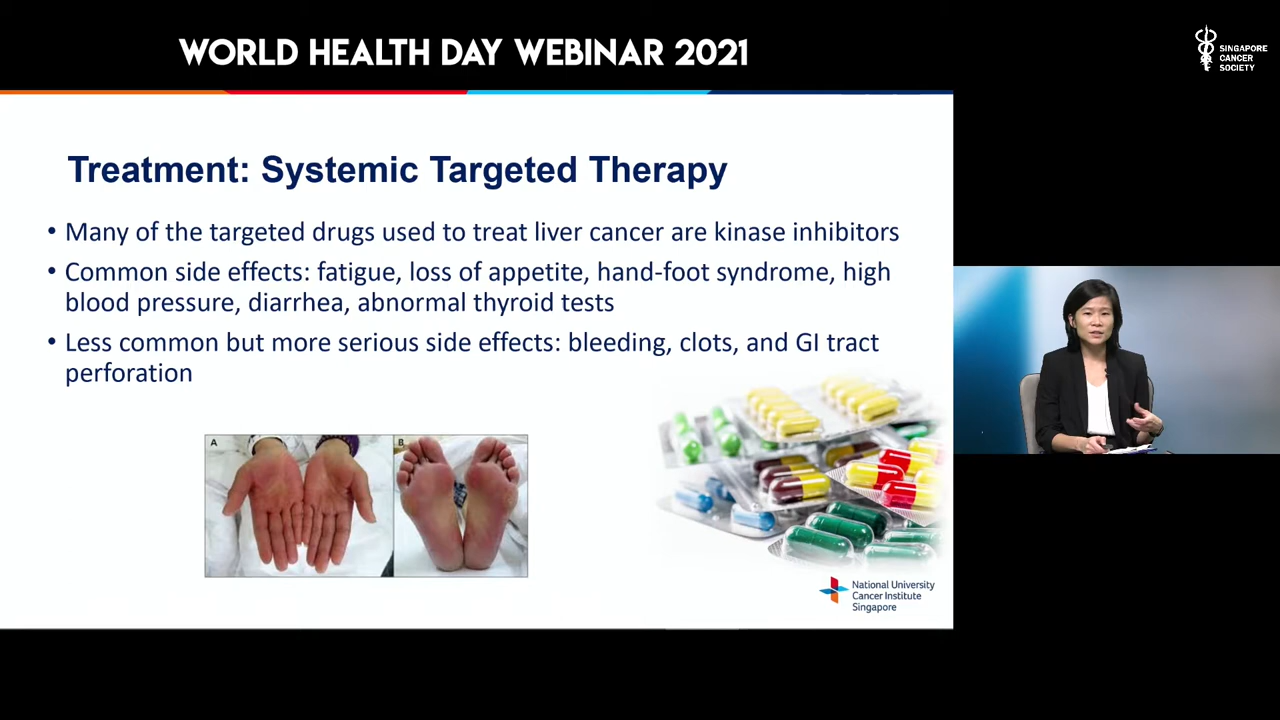 WORLD HEALTH DAY WEBINAR 2021
SINGAPORE
CANCER
SOCIETY
Treatment: Systemic Targeted Therapy
• Many of the targeted drugs used to treat liver cancer are kinase inhibitors
• Common side effects: fatigue, loss of appetite, hand-foot syndrome, high
blood pressure, diarrhea, abnormal thyroid tests
• Less common but more serious side effects: bleeding, clots, and GI tract
perforation
A
B
National University
Cancer Institute
Singapore